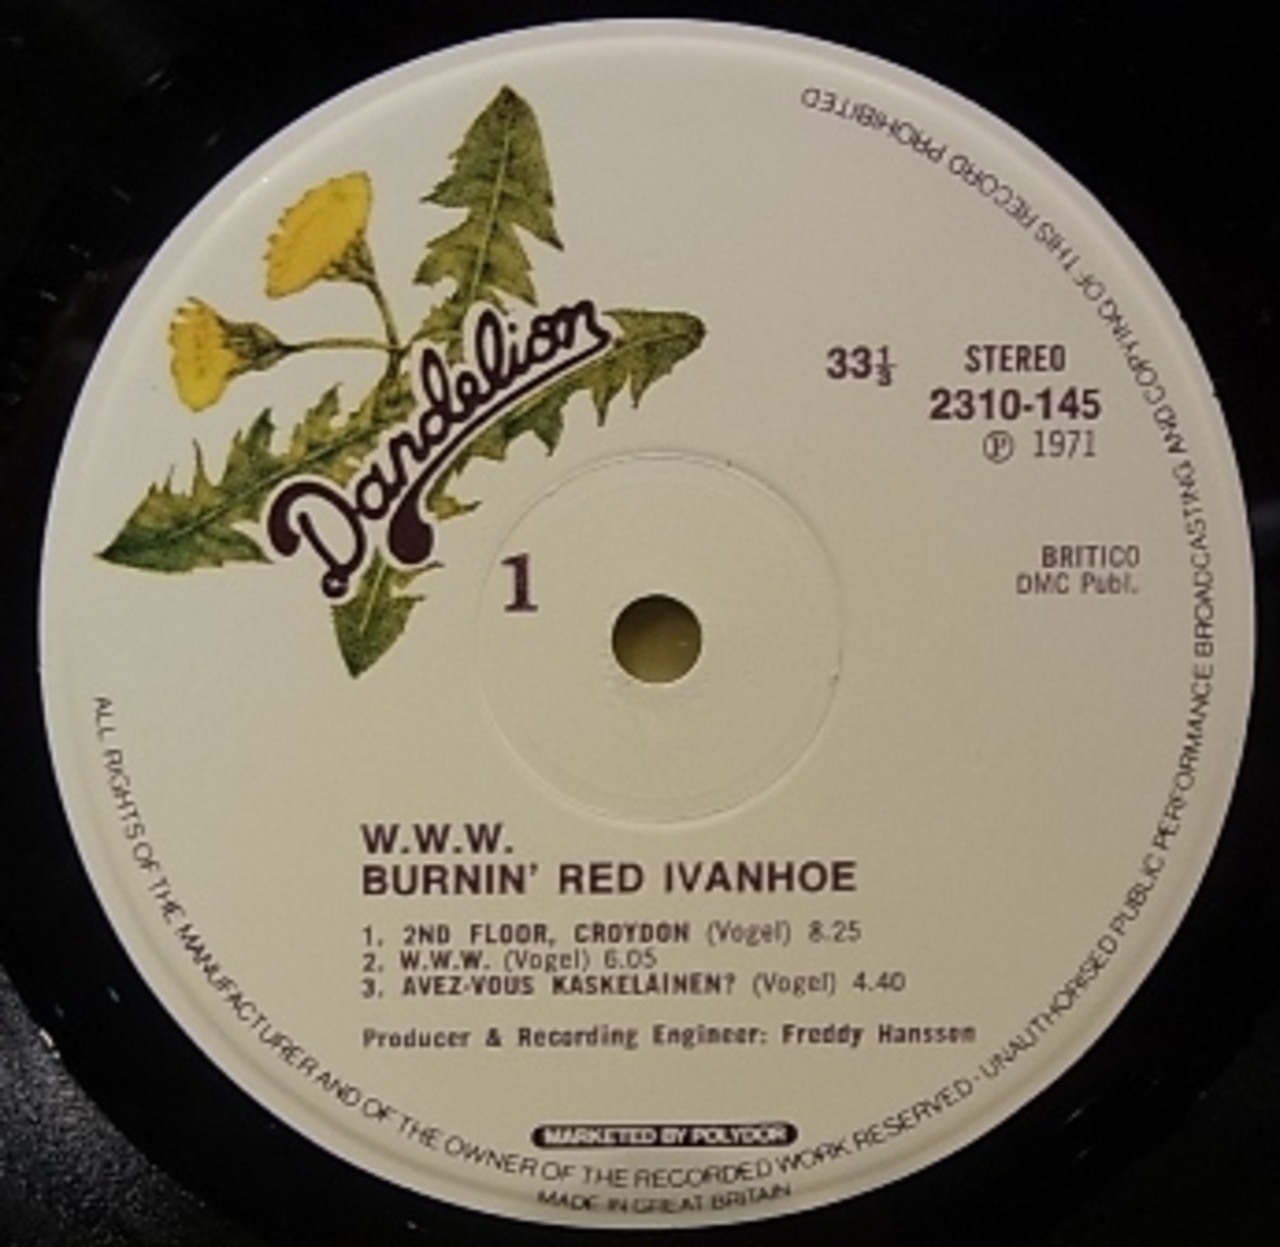 Dandelion
33⅓ STEREO
2310-145
Ⓟ 1971
BRITICO
DMC Publ.
1
W.W.W.
BURNIN' RED IVANHOE
1. 2ND FLOOR, CROYDON (Vogel) 8.25
2. W.W.W. (Vogel) 6.05
3. AVEZ-VOUS KASKELAINEN? (Vogel) 4.40
Producer & Recording Engineer: Freddy Hansson
MARKETED BY POLYDOR
ALL RIGHTS OF THE MANUFACTURER AND OF THE OWNER OF THE RECORDED WORK RESERVED - UNAUTHORISED PUBLIC PERFORMANCE BROADCASTING AND COPYING OF THIS RECORD PROHIBITED
MADE IN GREAT BRITAIN